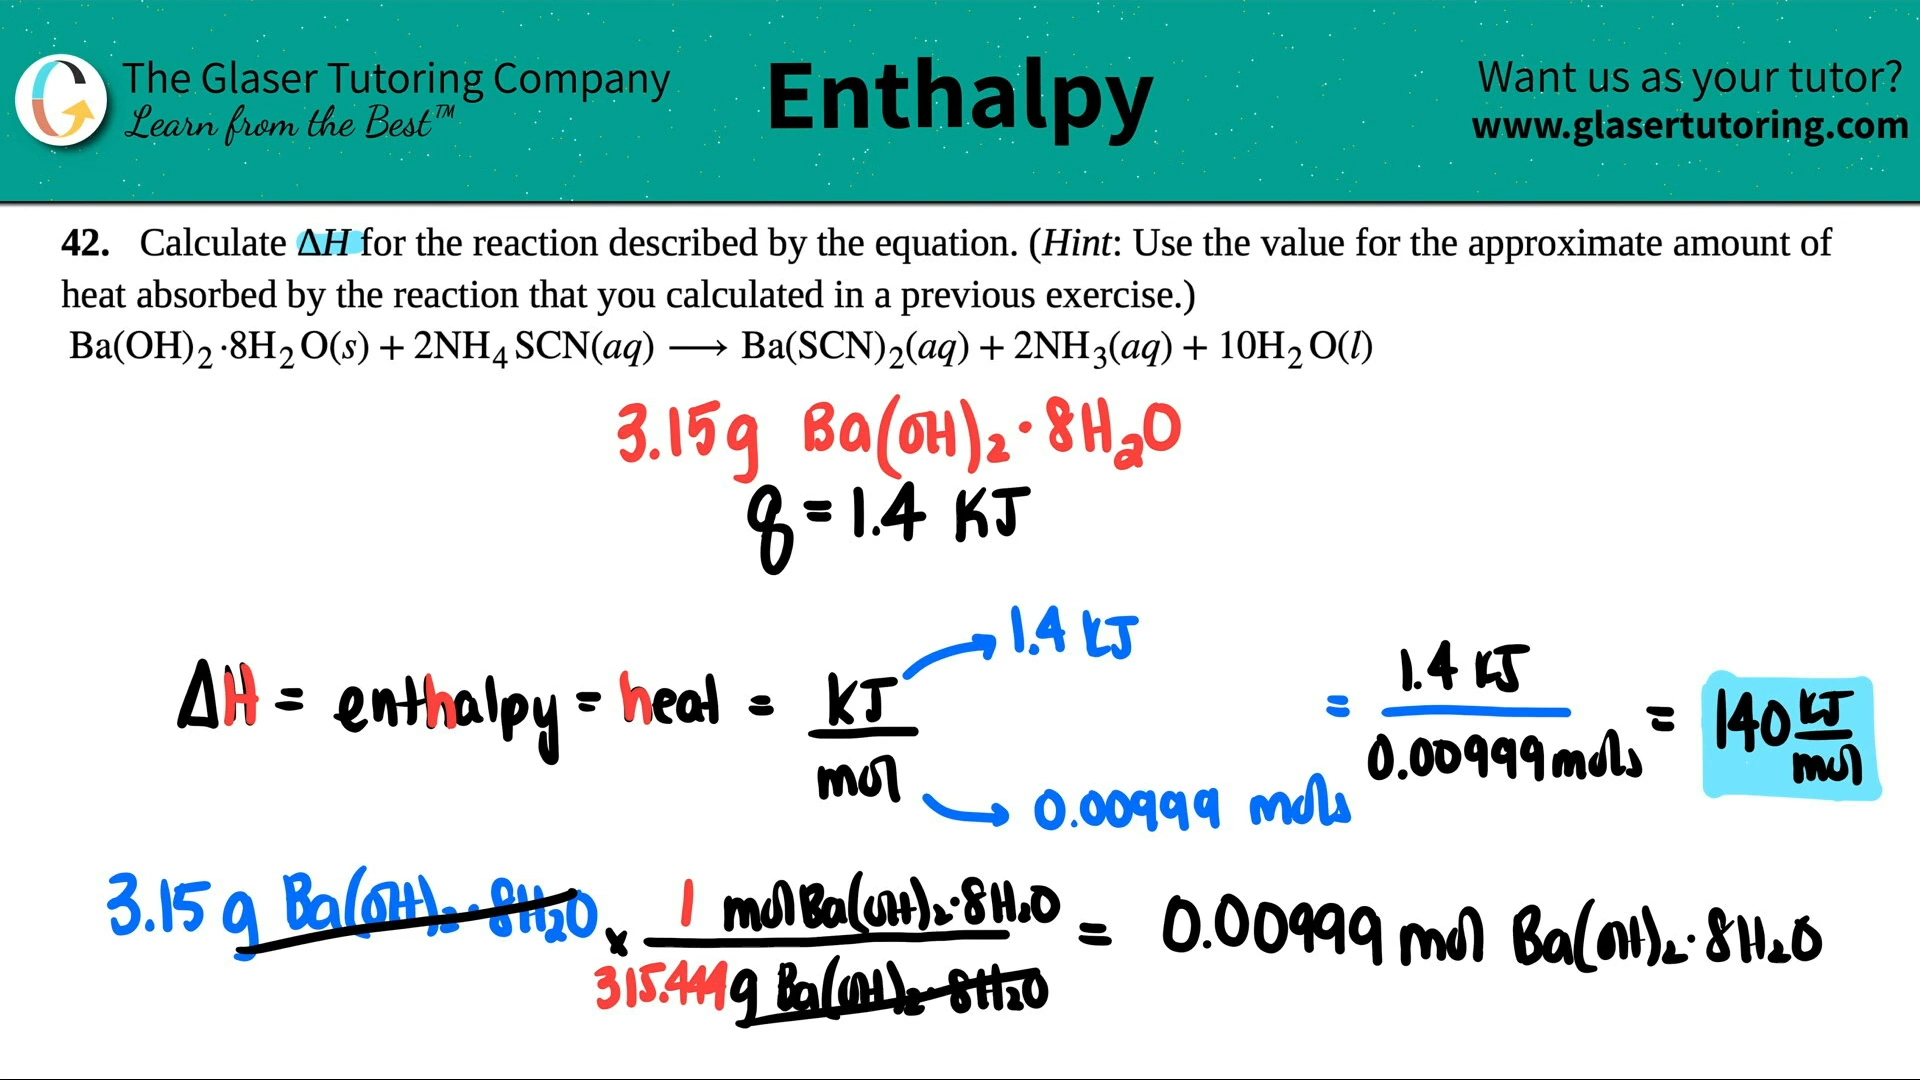 The Glaser Tutoring Company
Learn from the Best™
Enthalpy
Want us as your tutor?
www.glasertutoring.com
42. Calculate ΔH for the reaction described by the equation. (Hint: Use the value for the approximate amount of
heat absorbed by the reaction that you calculated in a previous exercise.)
Ba(OH)₂·8H₂O(s) + 2NH₄SCN(aq) ⟶ Ba(SCN)₂(aq) + 2NH₃(aq) + 10H₂O(l)
3.15g Ba(OH)₂·8H₂O
q = 1.4 KJ
ΔH = enthalpy = heat = KJ/mol
1.4 KJ
0.00999 mols
= 1.4 KJ / 0.00999 mols = 140 KJ/mol
3.15 g Ba(OH)₂·8H₂O × 1 mol Ba(OH)₂·8H₂O / 315.444g Ba(OH)₂·8H₂O = 0.00999 mol Ba(OH)₂·8H₂O